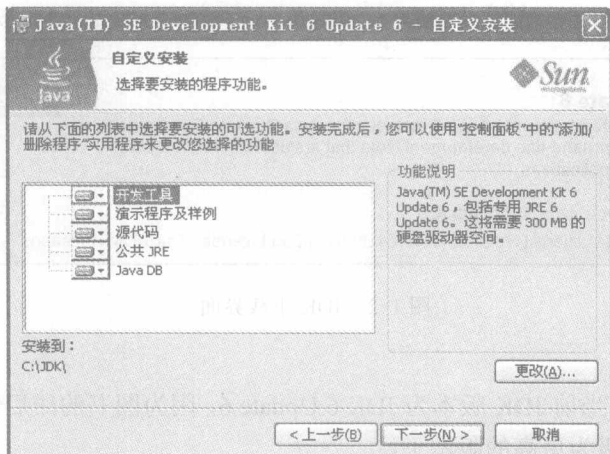 Java(TM) SE Development Kit 6 Update 6 - 自定义安装
自定义安装
选择要安装的程序功能。
Java
Sun
microsystems
请从下面的列表中选择要安装的可选功能。安装完成后，您可以使用"控制面板"中的"添加/
删除程序"实用程序来更改您选择的功能
开发工具
演示程序及样例
源代码
公共 JRE
Java DB
功能说明
Java(TM) SE Development Kit 6
Update 6，包括专用 JRE 6
Update 6。这将需要 300 MB 的
硬盘驱动器空间。
安装到：
C:\JDK\
更改(A)...
<上一步(B)
下一步(N)>
取消